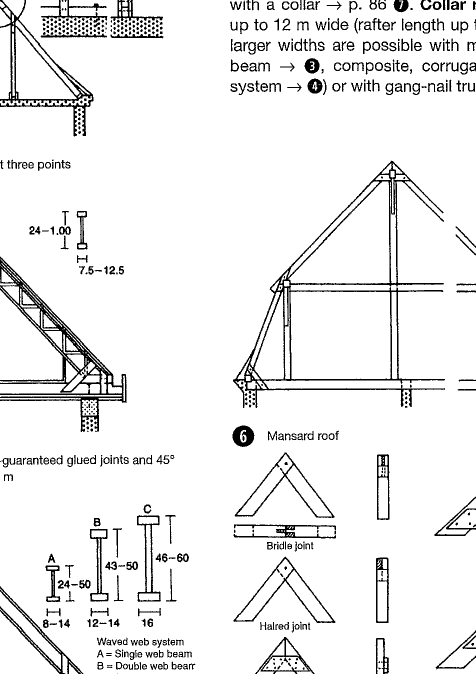 with a collar → p. 86 ❼. Collar
up to 12 m wide (rafter length up
larger widths are possible with
beam → ❸, composite,
system → ❹) or with gang-nail
t three points
24–1.00
7.5–12.5
❻ Mansard roof
-guaranteed glued joints and 45°
m
Bridle joint
A
24–50
8–14
B
43–50
12–14
C
46–60
16
Halred joint
Waved web system
A = Single web beam
B = Double web beam